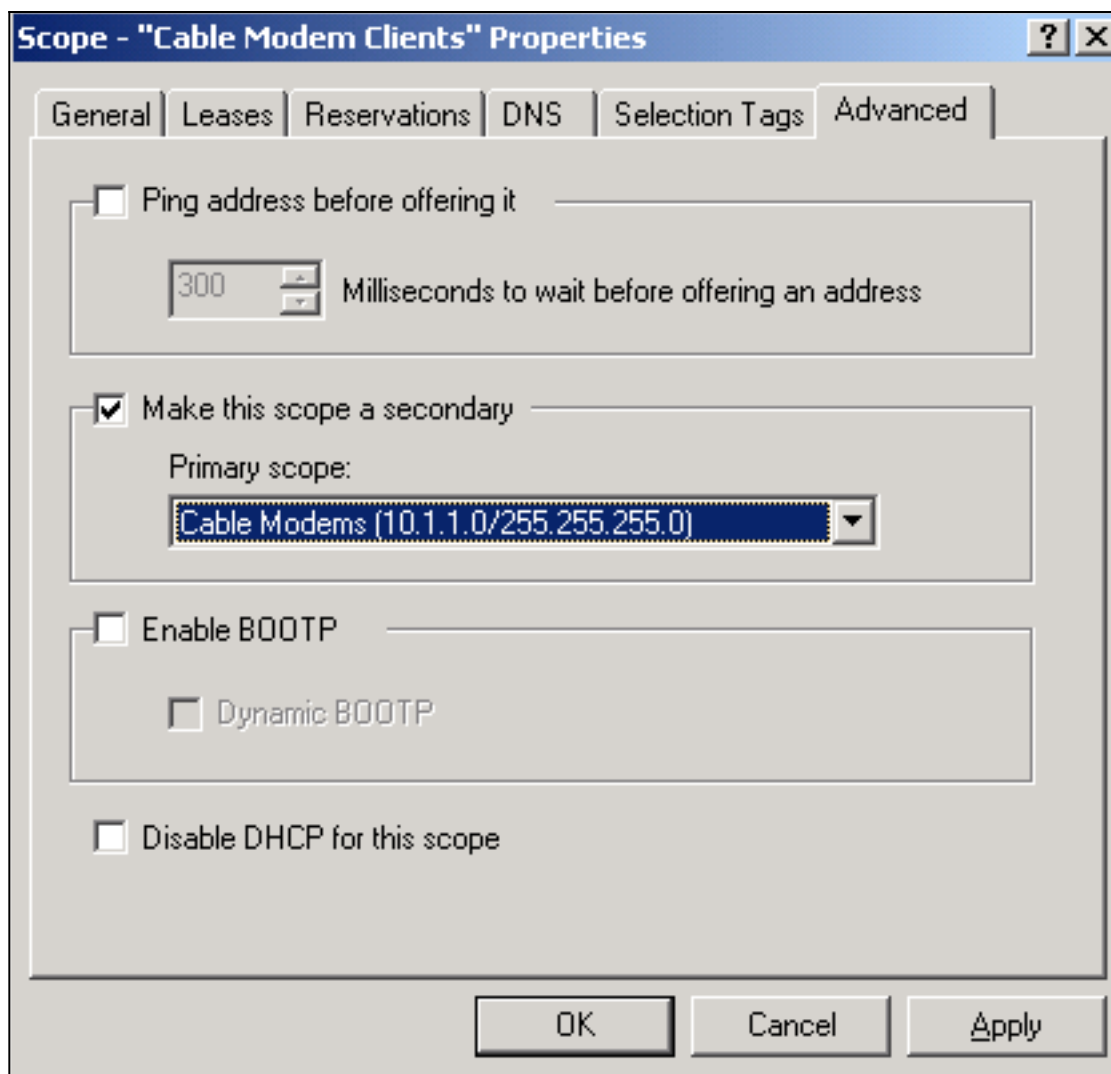 Scope - "Cable Modem Clients" Properties
General Leases Reservations DNS Selection Tags Advanced
Ping address before offering it
300 Milliseconds to wait before offering an address
Make this scope a secondary
Primary scope:
Cable Modems (10.1.1.0/255.255.255.0)
Enable BOOTP
Dynamic BOOTP
Disable DHCP for this scope
OK Cancel Apply